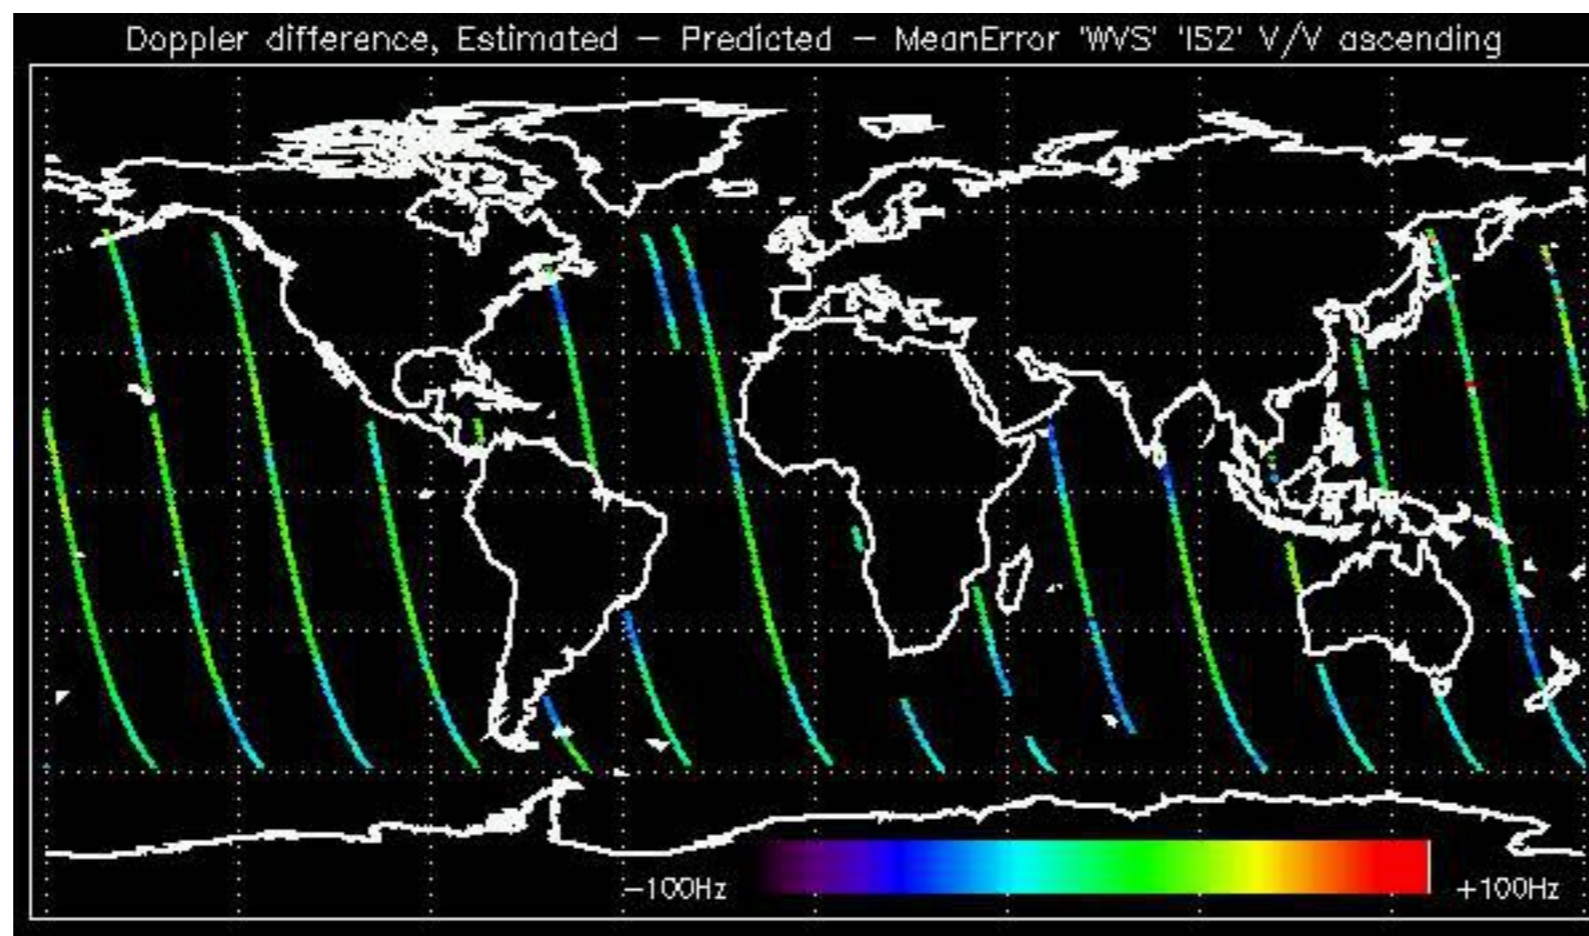 Doppler difference, Estimated – Predicted – MeanError 'WVS' 'IS2' V/V ascending
–100Hz
+100Hz